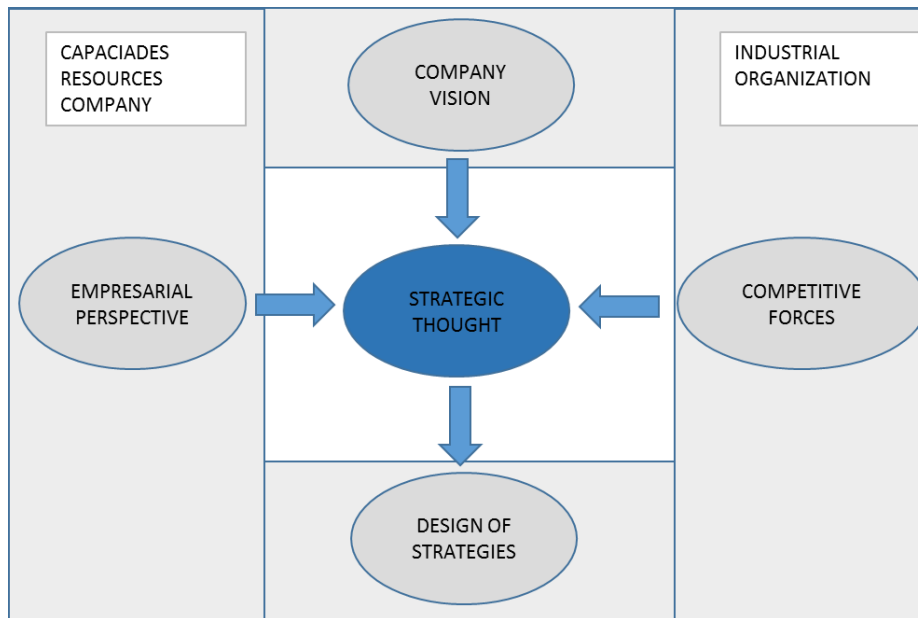 CAPACIADES
RESOURCES
COMPANY
COMPANY
VISION
INDUSTRIAL
ORGANIZATION
EMPRESARIAL
PERSPECTIVE
STRATEGIC
THOUGHT
COMPETITIVE
FORCES
DESIGN OF
STRATEGIES